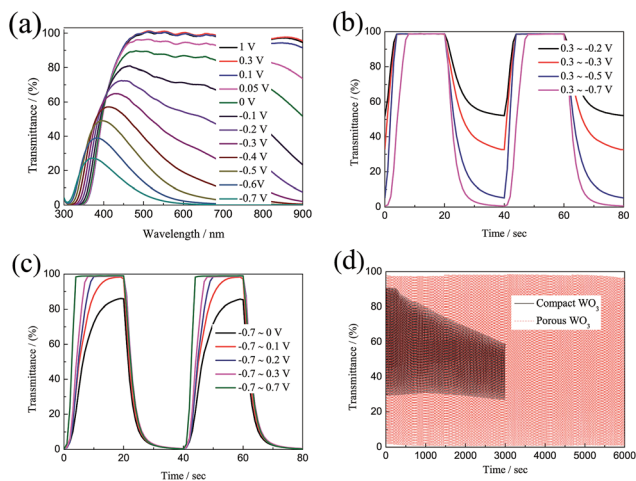 (a)
Transmittance / (%)
100
80
60
40
20
0
300
400
500
600
700
800
900
Wavelength / nm
1 V
0.3 V
0.1 V
0.05 V
0 V
-0.1 V
-0.2 V
-0.3 V
-0.4 V
-0.5 V
-0.6V
-0.7 V
(b)
Transmittance / (%)
100
80
60
40
20
0
0
20
40
60
80
Time / sec
0.3 ~ -0.2 V
0.3 ~ -0.3 V
0.3 ~ -0.5 V
0.3 ~ -0.7 V
(c)
Transmittance / (%)
100
80
60
40
20
0
0
20
40
60
80
Time / sec
-0.7 ~ 0 V
-0.7 ~ 0.1 V
-0.7 ~ 0.2 V
-0.7 ~ 0.3 V
-0.7 ~ 0.7 V
(d)
Transmittance / (%)
100
80
60
40
20
0
0
1000
2000
3000
4000
5000
6000
Time / sec
Compact WO3
Porous WO3